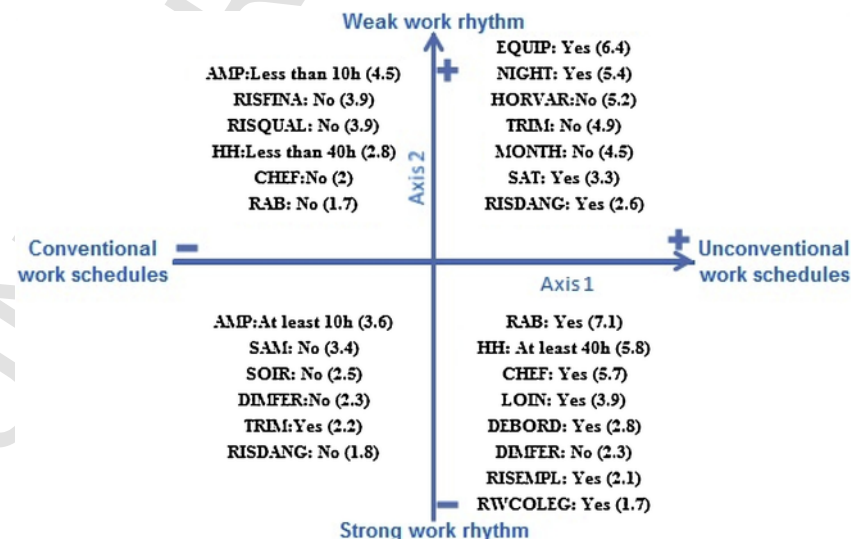 Weak work rhythm
AMP:Less than 10h (4.5)
RISFINA: No (3.9)
RISQUAL: No (3.9)
HH:Less than 40h (2.8)
CHEF:No (2)
RAB: No (1.7)
+
Axis 2
EQUIP: Yes (6.4)
NIGHT: Yes (5.4)
HORVAR:No (5.2)
TRIM: No (4.9)
MONTH: No (4.5)
SAT: Yes (3.3)
RISDANG: Yes (2.6)
Conventional −
work schedules
+ Unconventional
work schedules
Axis 1
AMP:At least 10h (3.6)
SAM: No (3.4)
SOIR: No (2.5)
DIMFER:No (2.3)
TRIM:Yes (2.2)
RISDANG: No (1.8)
RAB: Yes (7.1)
HH: At least 40h (5.8)
CHEF: Yes (5.7)
LOIN: Yes (3.9)
DEBORD: Yes (2.8)
DIMFER: No (2.3)
RISEMPL: Yes (2.1)
RWCOLEG: Yes (1.7)
−
Strong work rhythm